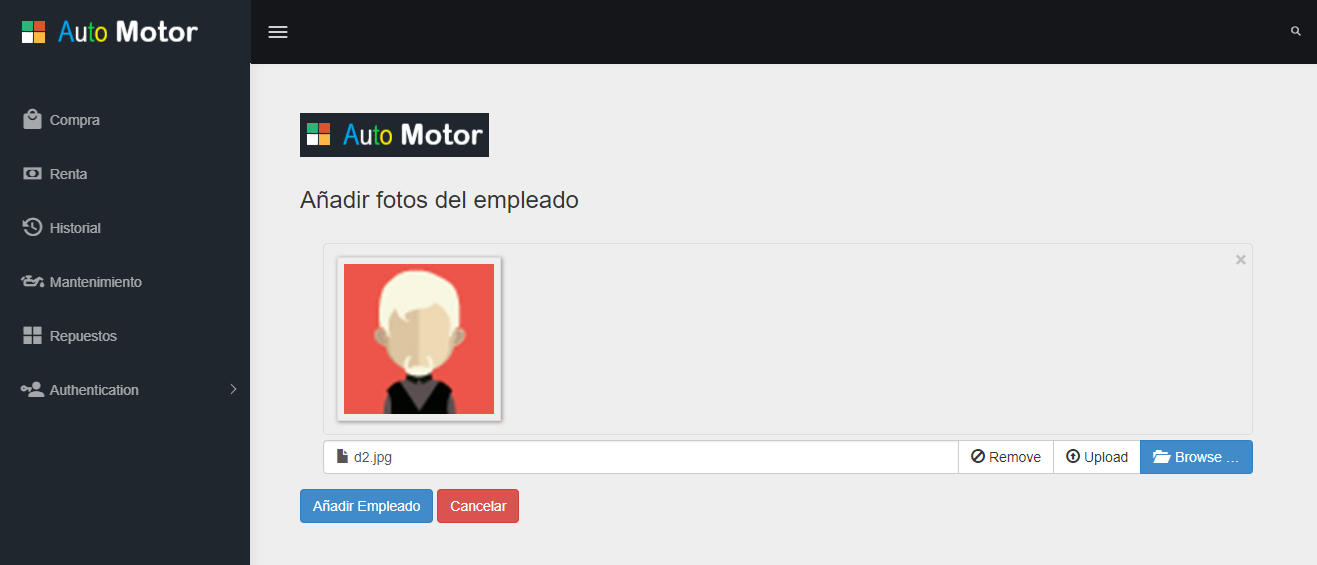 Auto Motor
Compra
Renta
Historial
Mantenimiento
Repuestos
Authentication
Auto Motor
Añadir fotos del empleado
×
d2.jpg
Remove
Upload
Browse ...
Añadir Empleado
Cancelar